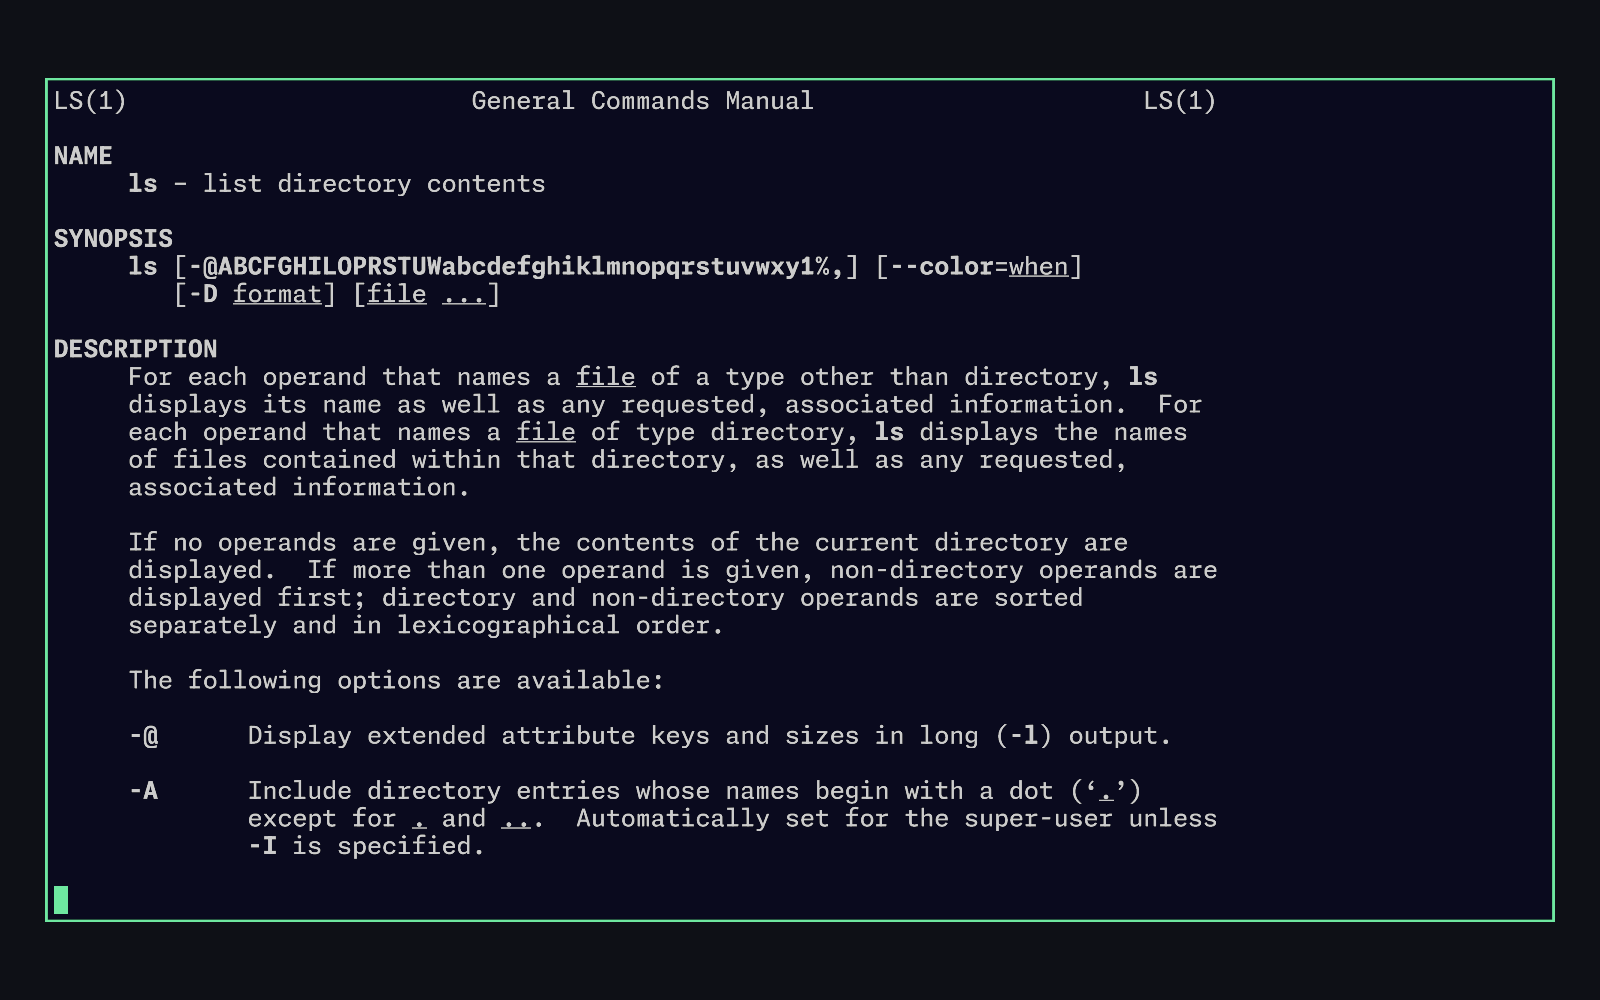 LS(1) General Commands Manual LS(1)
NAME
ls – list directory contents
SYNOPSIS
ls [-@ABCFGHILOPRSTUWabcdefghiklmnopqrstuvwxy1%,] [--color=when]
[-D format] [file ...]
DESCRIPTION
For each operand that names a file of a type other than directory, ls
displays its name as well as any requested, associated information.  For
each operand that names a file of type directory, ls displays the names
of files contained within that directory, as well as any requested,
associated information.
If no operands are given, the contents of the current directory are
displayed.  If more than one operand is given, non-directory operands are
displayed first; directory and non-directory operands are sorted
separately and in lexicographical order.
The following options are available:
-@ Display extended attribute keys and sizes in long (-l) output.
-A Include directory entries whose names begin with a dot (‘.’)
except for . and ...  Automatically set for the super-user unless
-I is specified.